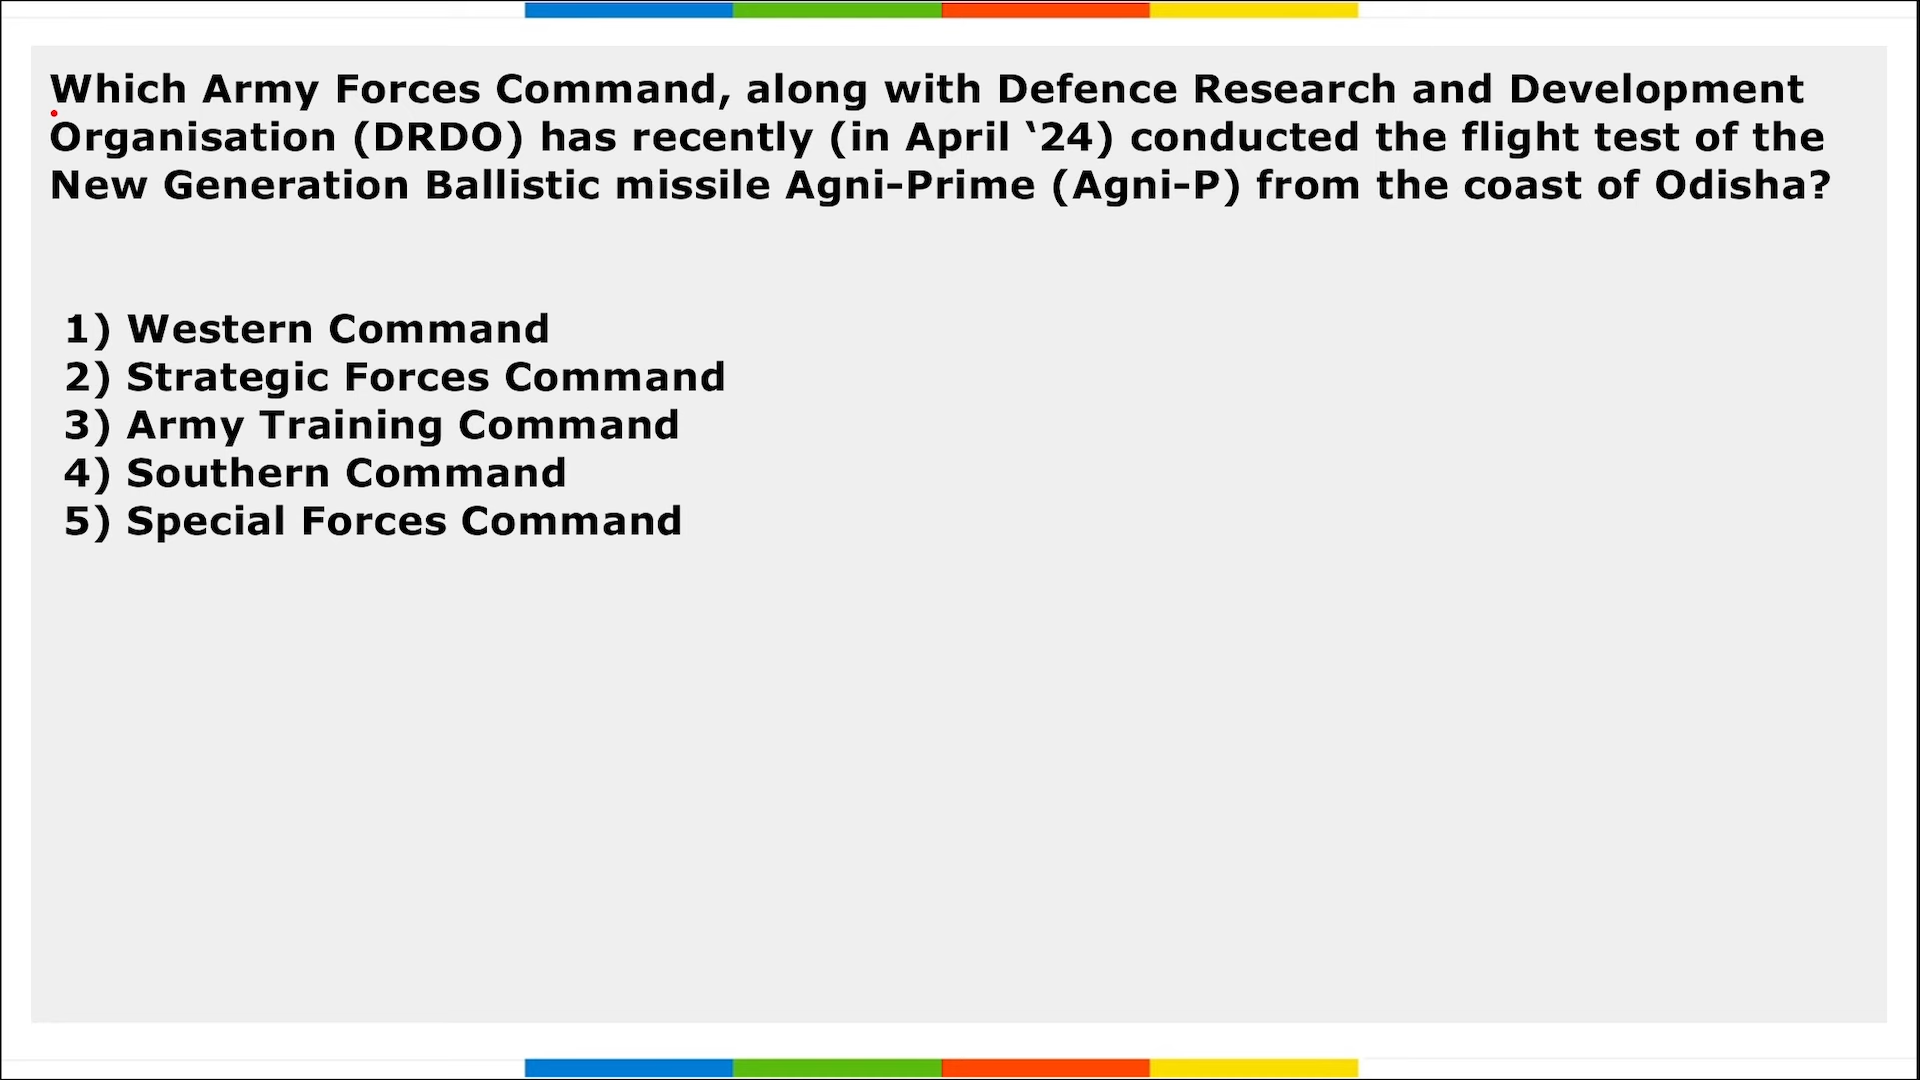 Which Army Forces Command, along with Defence Research and Development
Organisation (DRDO) has recently (in April ‘24) conducted the flight test of the
New Generation Ballistic missile Agni-Prime (Agni-P) from the coast of Odisha?
1) Western Command
2) Strategic Forces Command
3) Army Training Command
4) Southern Command
5) Special Forces Command